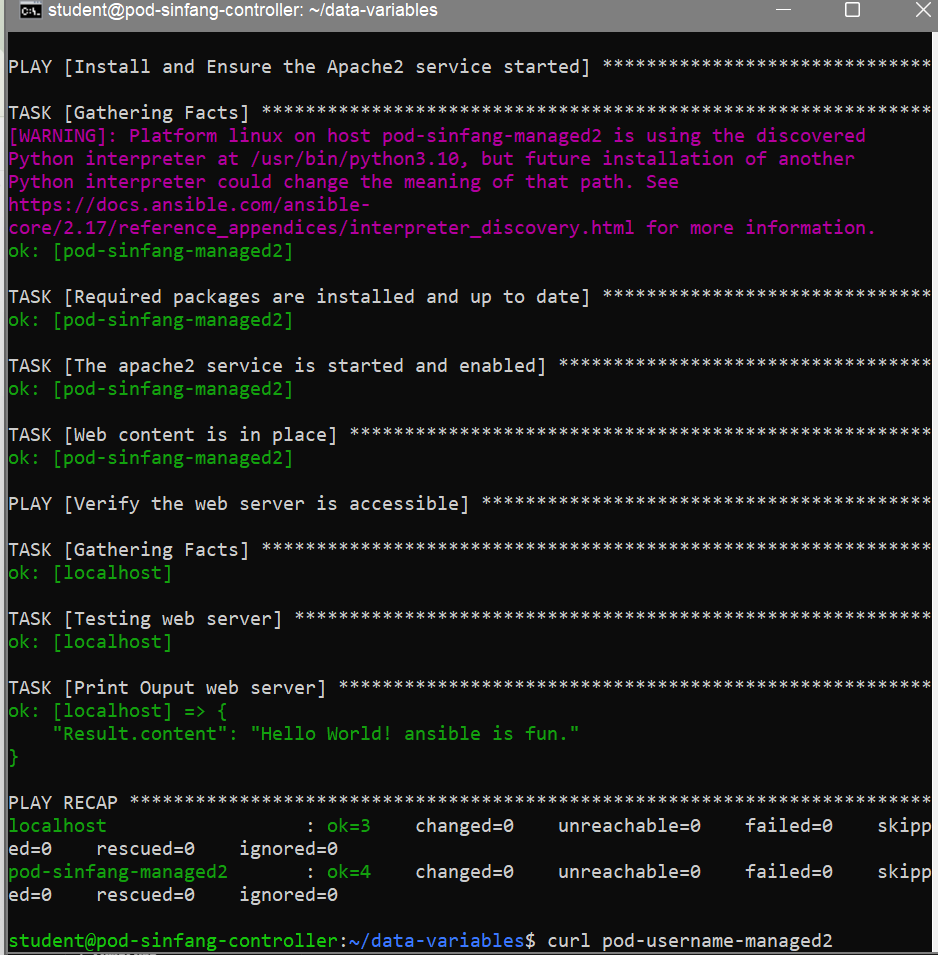 student@pod-sinfang-controller: ~/data-variables
PLAY [Install and Ensure the Apache2 service started] ******************************
TASK [Gathering Facts] *************************************************************
[WARNING]: Platform linux on host pod-sinfang-managed2 is using the discovered
Python interpreter at /usr/bin/python3.10, but future installation of another
Python interpreter could change the meaning of that path. See
https://docs.ansible.com/ansible-
core/2.17/reference_appendices/interpreter_discovery.html for more information.
ok: [pod-sinfang-managed2]
TASK [Required packages are installed and up to date] ******************************
ok: [pod-sinfang-managed2]
TASK [The apache2 service is started and enabled] **********************************
ok: [pod-sinfang-managed2]
TASK [Web content is in place] *****************************************************
ok: [pod-sinfang-managed2]
PLAY [Verify the web server is accessible] *****************************************
TASK [Gathering Facts] *************************************************************
ok: [localhost]
TASK [Testing web server] **********************************************************
ok: [localhost]
TASK [Print Ouput web server] ******************************************************
ok: [localhost] => {
    "Result.content": "Hello World! ansible is fun."
}
PLAY RECAP *************************************************************************
localhost                  : ok=3    changed=0    unreachable=0    failed=0    skipp
ed=0    rescued=0    ignored=0
pod-sinfang-managed2       : ok=4    changed=0    unreachable=0    failed=0    skipp
ed=0    rescued=0    ignored=0
student@pod-sinfang-controller:~/data-variables$ curl pod-username-managed2